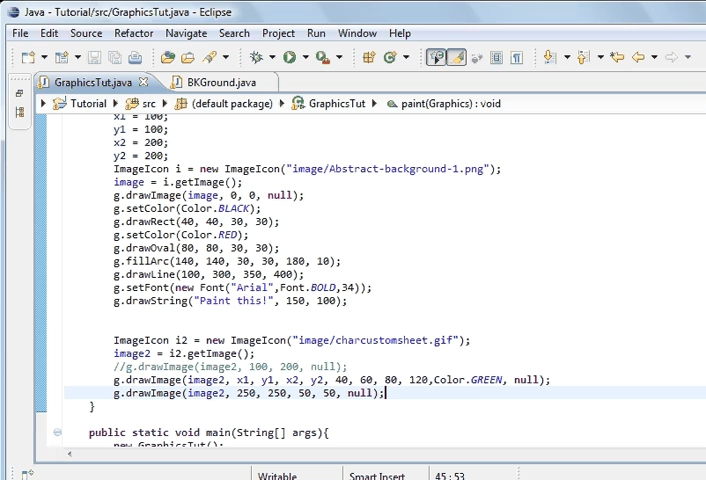 Java - Tutorial/src/GraphicsTut.java - Eclipse
File Edit Source Refactor Navigate Search Project Run Window Help
GraphicsTut.java BKGround.java
Tutorial src (default package) GraphicsTut paint(Graphics) : void
x1 = 100;
y1 = 100;
x2 = 200;
y2 = 200;
ImageIcon i = new ImageIcon("image/Abstract-background-1.png");
image = i.getImage();
g.drawImage(image, 0, 0, null);
g.setColor(Color.BLACK);
g.drawRect(40, 40, 30, 30);
g.setColor(Color.RED);
g.drawOval(80, 80, 30, 30);
g.fillArc(140, 140, 30, 30, 180, 10);
g.drawLine(100, 300, 350, 400);
g.setFont(new Font("Arial",Font.BOLD,34));
g.drawString("Paint this!", 150, 100);
ImageIcon i2 = new ImageIcon("image/charcustomsheet.gif");
image2 = i2.getImage();
//g.drawImage(image2, 100, 200, null);
g.drawImage(image2, x1, y1, x2, y2, 40, 60, 80, 120,Color.GREEN, null);
g.drawImage(image2, 250, 250, 50, 50, null);
}
public static void main(String[] args){
new GraphicsTut();
Writable Smart Insert 45 : 53